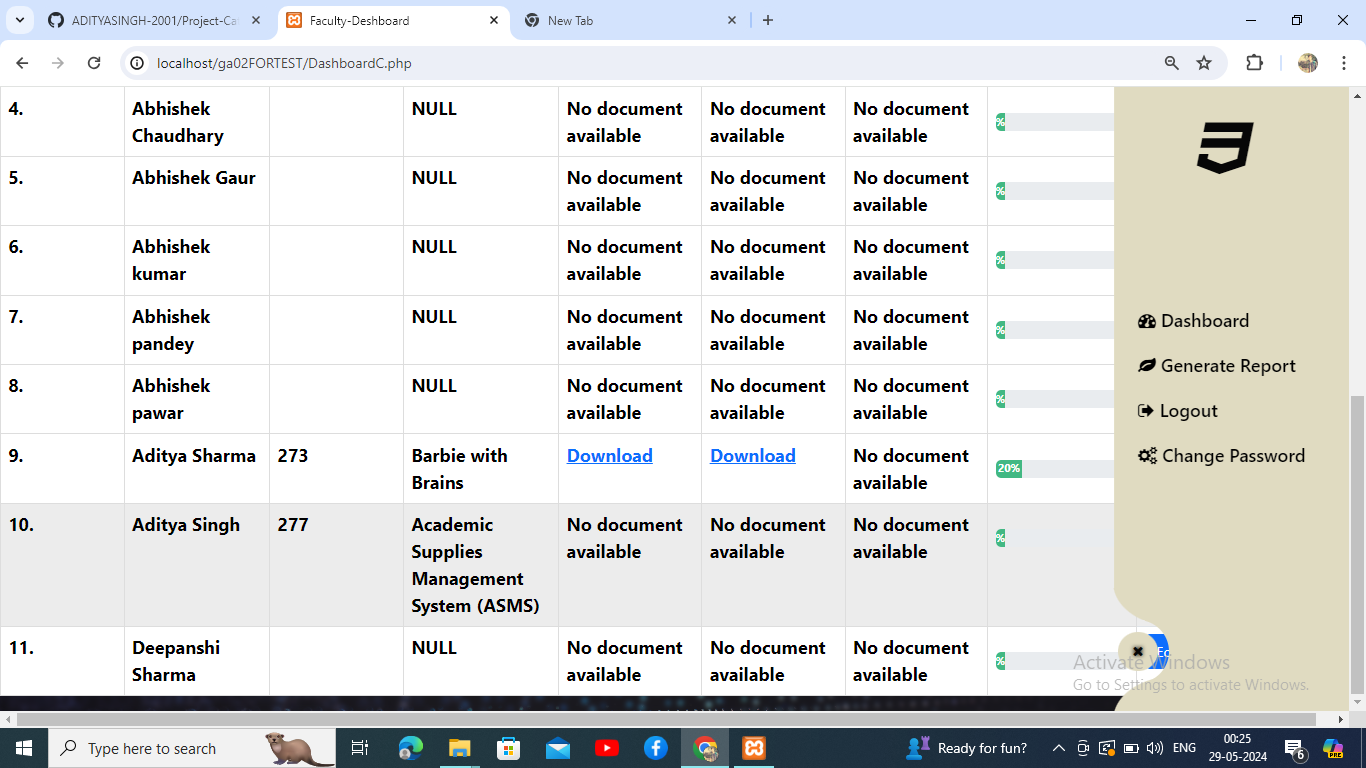 ADITYASINGH-2001/Project-Ca
Faculty-Deshboard
New Tab
localhost/ga02FORTEST/DashboardC.php
4. Abhishek NULL No document No document No document
Chaudhary available available available %
5. Abhishek Gaur NULL No document No document No document
available available available %
6. Abhishek NULL No document No document No document
kumar available available available %
7. Abhishek NULL No document No document No document
pandey available available available %
8. Abhishek NULL No document No document No document
pawar available available available %
9. Aditya Sharma 273 Barbie with Download Download No document
Brains available 20%
10. Aditya Singh 277 Academic No document No document No document
Supplies available available available %
Management
System (ASMS)
11. Deepanshi NULL No document No document No document
Sharma available available available %
Dashboard
Generate Report
Logout
Change Password
Activate Windows
Go to Settings to activate Windows.
Type here to search
Ready for fun?
ENG
00:25
29-05-2024
6
PRE